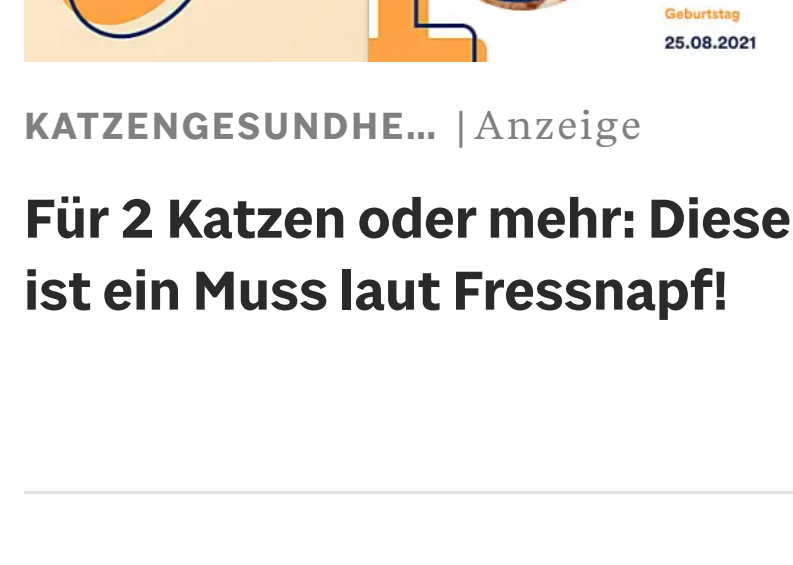 Geburtstag
25.08.2021
KATZENGESUNDHE... | Anzeige
Für 2 Katzen oder mehr: Diese
ist ein Muss laut Fressnapf!